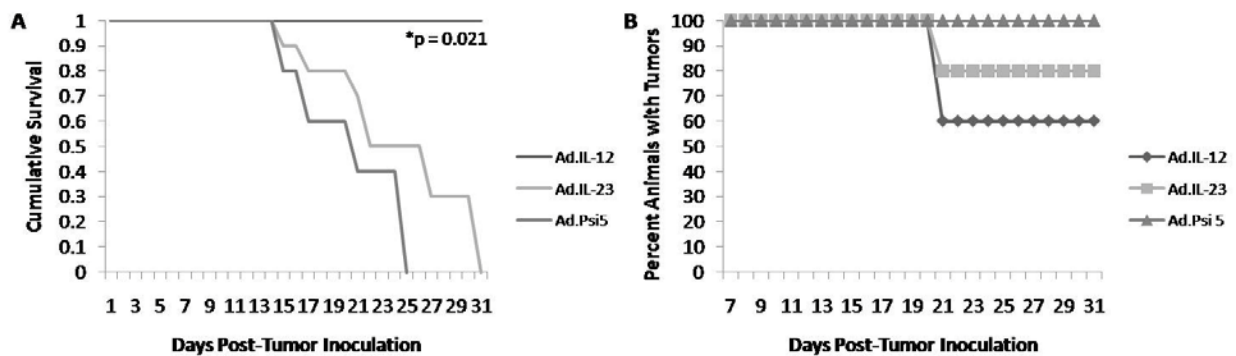 A
Cumulative Survival
1
0.9
0.8
0.7
0.6
0.5
0.4
0.3
0.2
0.1
0
*p = 0.021
Ad.IL-12
Ad.IL-23
Ad.Psi5
1 3 5 7 9 11 13 15 17 19 21 23 25 27 29 31
Days Post-Tumor Inoculation
B
Percent Animals with Tumors
100
90
80
70
60
50
40
30
20
10
0
Ad.IL-12
Ad.IL-23
Ad.Psi 5
7 9 11 13 15 17 19 21 23 25 27 29 31
Days Post-Tumor Inoculation